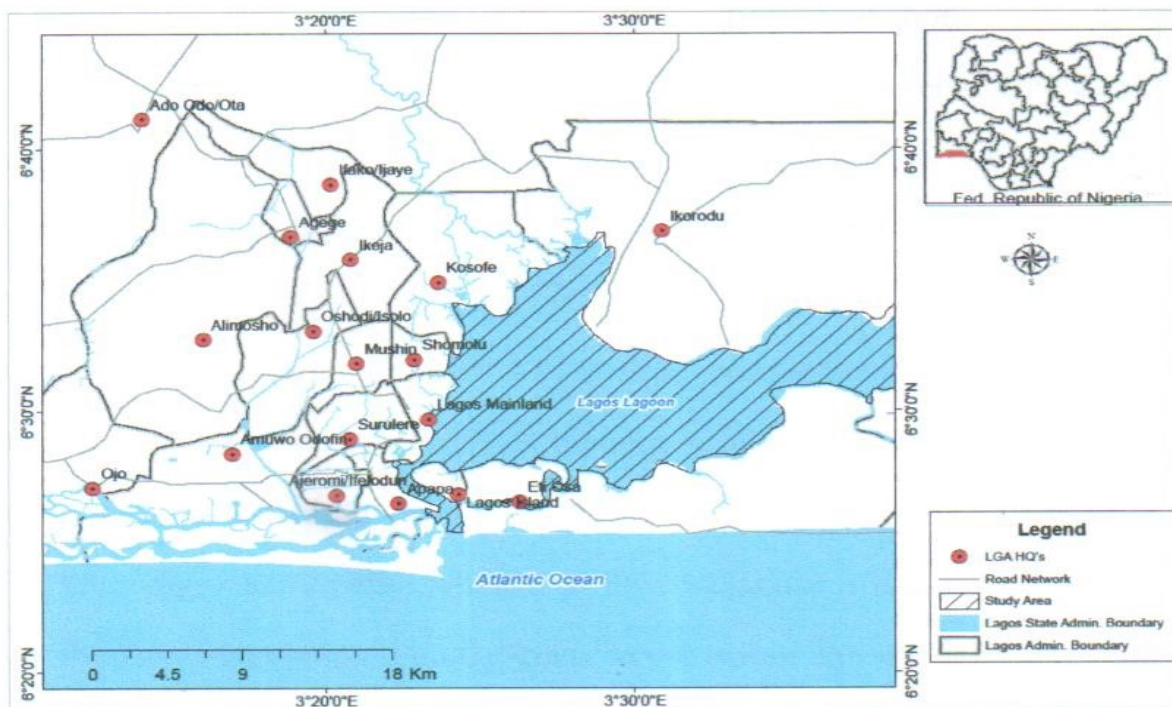 3°20'0"E
3°30'0"E
Ado Odo/Ota
6°40'0"N
6°40'0"N
Ifako/Ijaye
Fed. Republic of Nigeria
Ikorodu
Agege
N
Ikeja
W
E
S
Kosofe
Oshodi/Isolo
Alimosho
Mushin
Shomolu
Lagos Mainland
Lagos Lagoon
6°30'0"N
6°30'0"N
Surulere
Amuwo Odofin
Ojo
Ajeromi/Ifelodun
Apapa
Eti Osa
Lagos Island
Legend
LGA HQ's
Road Network
Study Area
Lagos State Admin. Boundary
Lagos Admin. Boundary
Atlantic Ocean
0 4.5 9 18 Km
6°20'0"N
6°20'0"N
3°20'0"E
3°30'0"E